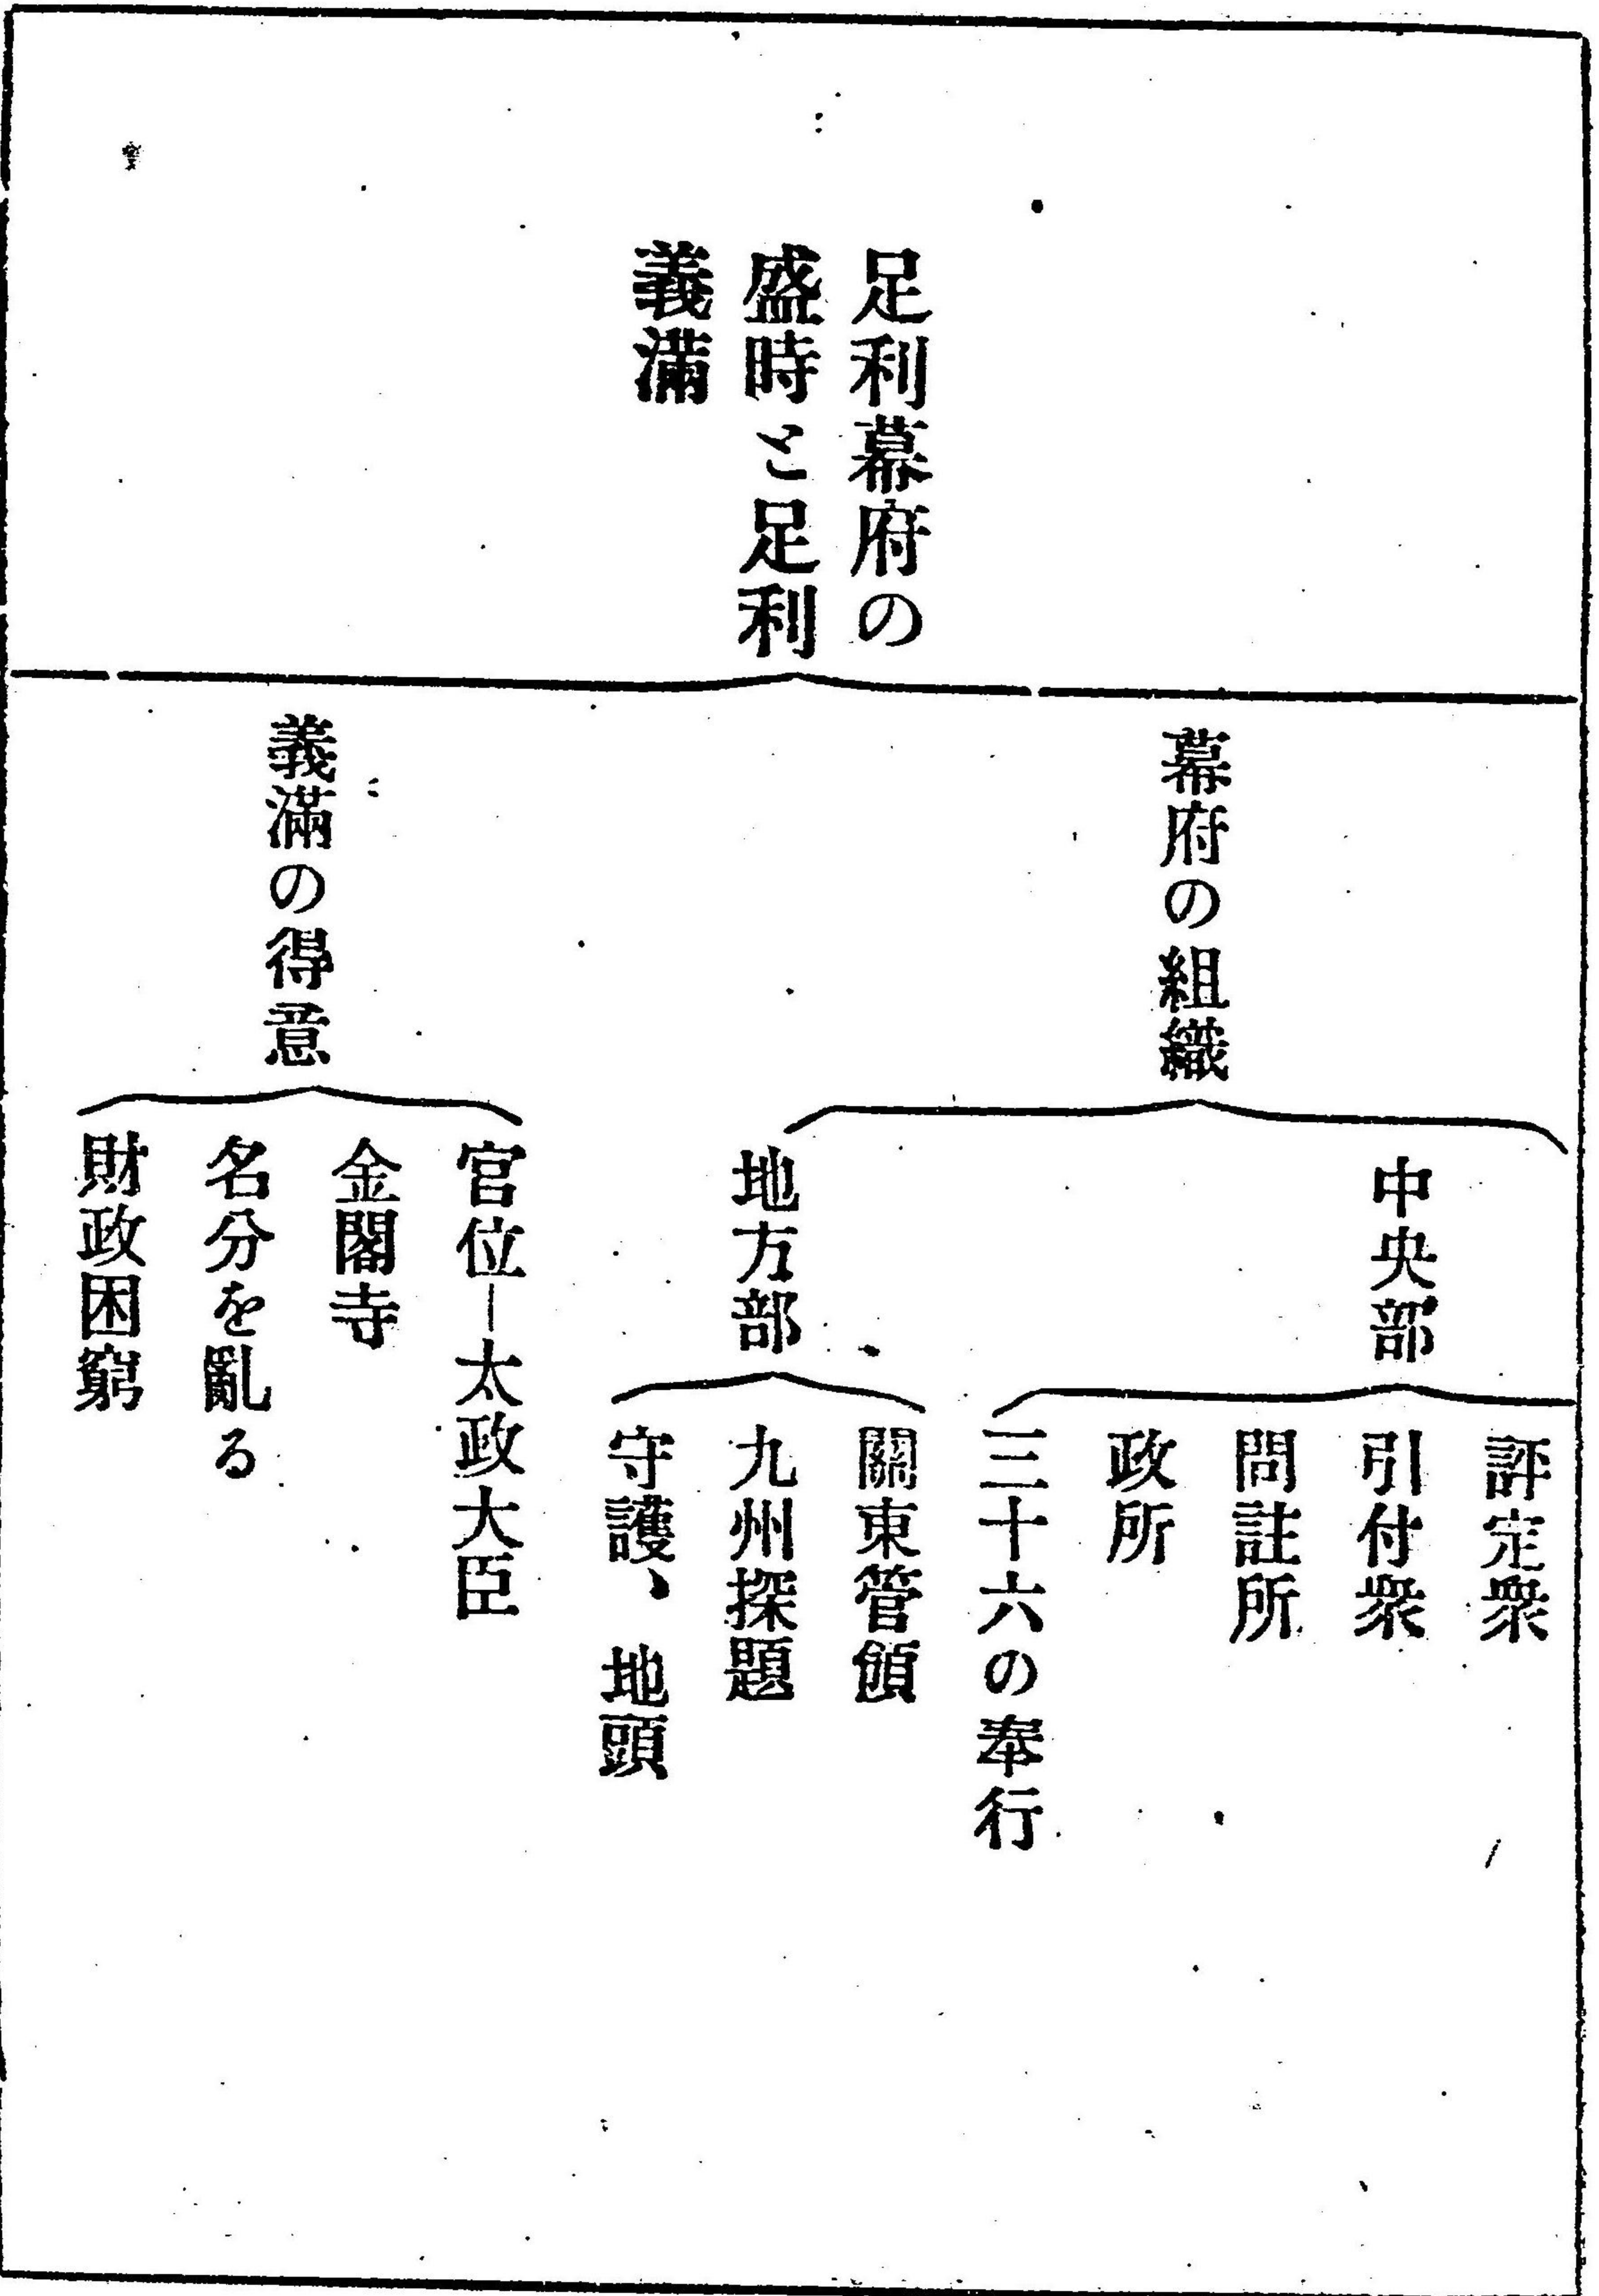 足利幕府の
盛時と足利
義滿
幕府の組織
中央部
評定衆
引付衆
問註所
政所
三十六の奉行
地方部
關東管領
九州探題
守護、地頭
義滿の得意
官位―太政大臣
金閣寺
名分を亂る
財政困窮